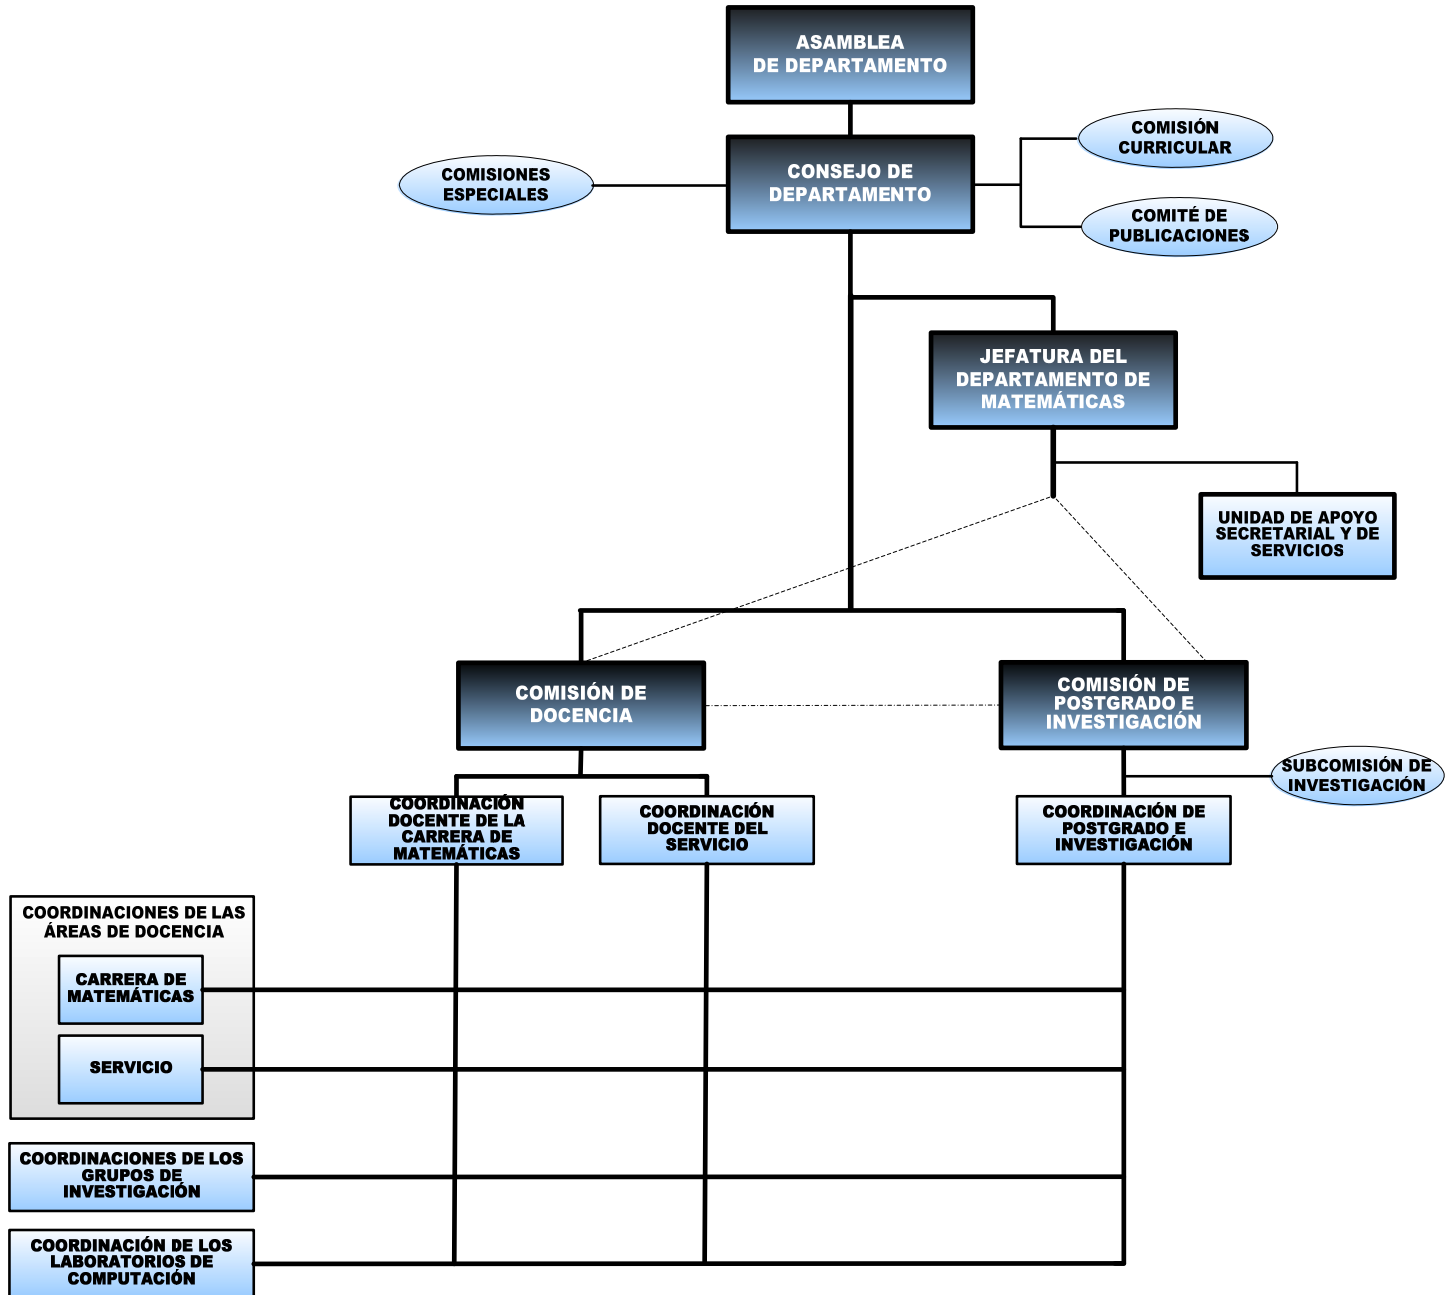 ASAMBLEA
DE DEPARTAMENTO
COMISIÓN
CURRICULAR
CONSEJO DE
DEPARTAMENTO
COMISIONES
ESPECIALES
COMITÉ DE
PUBLICACIONES
JEFATURA DEL
DEPARTAMENTO DE
MATEMÁTICAS
UNIDAD DE APOYO
SECRETARIAL Y DE
SERVICIOS
COMISIÓN DE
DOCENCIA
COMISIÓN DE
POSTGRADO E
INVESTIGACIÓN
SUBCOMISIÓN DE
INVESTIGACIÓN
COORDINACIÓN
DOCENTE DE LA
CARRERA DE
MATEMÁTICAS
COORDINACIÓN
DOCENTE DEL
SERVICIO
COORDINACIÓN DE
POSTGRADO E
INVESTIGACIÓN
COORDINACIONES DE LAS
ÁREAS DE DOCENCIA
CARRERA DE
MATEMÁTICAS
SERVICIO
COORDINACIONES DE LOS
GRUPOS DE
INVESTIGACIÓN
COORDINACIÓN DE LOS
LABORATORIOS DE
COMPUTACIÓN